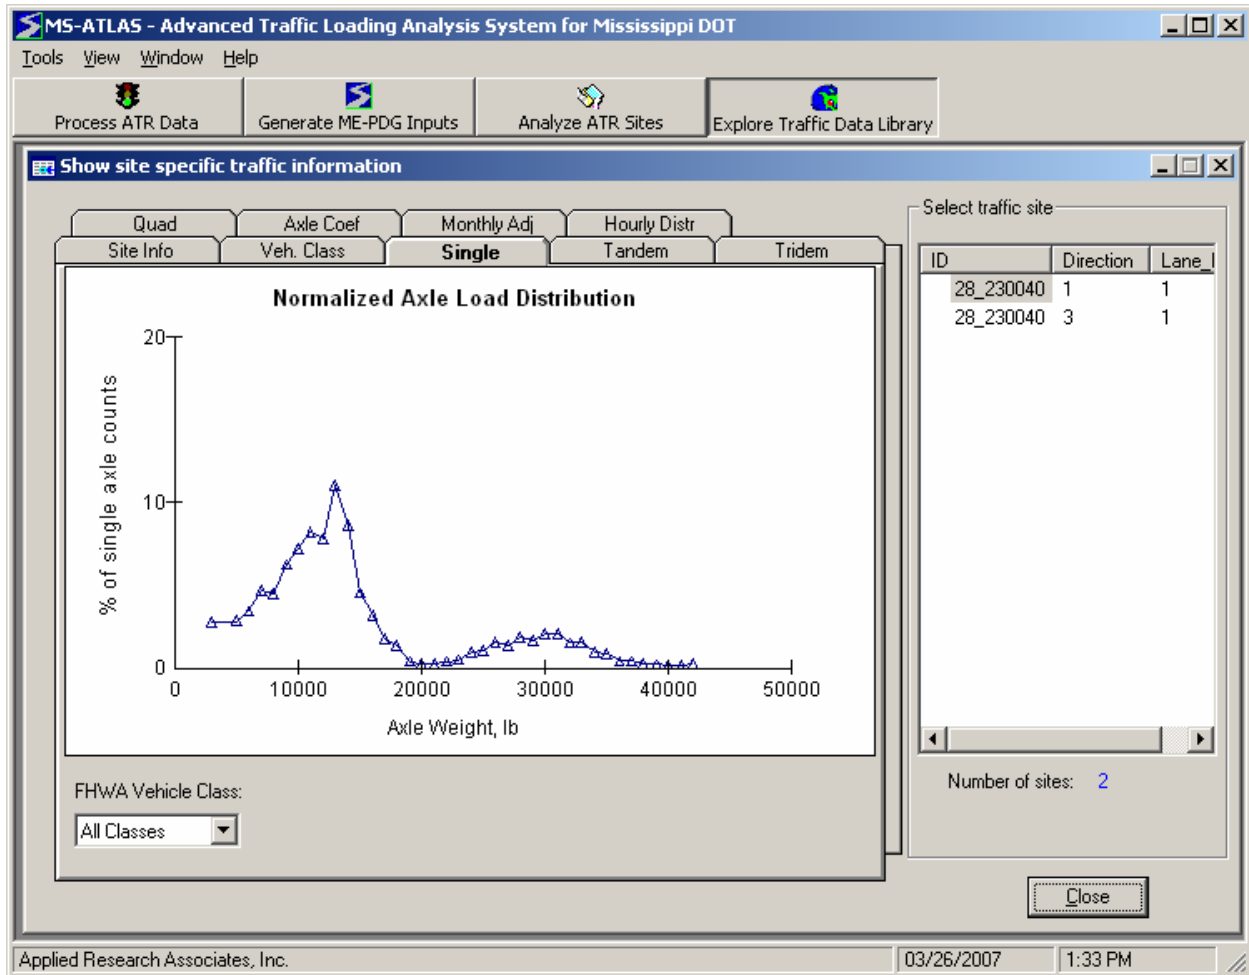 MS-ATLAS - Advanced Traffic Loading Analysis System for Mississippi DOT
Tools View Window Help
Process ATR Data
Generate ME-PDG Inputs
Analyze ATR Sites
Explore Traffic Data Library
Show site specific traffic information
Quad Axle Coef Monthly Adj Hourly Distr
Site Info Veh. Class Single Tandem Tridem
Normalized Axle Load Distribution
% of single axle counts
20
10
0
0 10000 20000 30000 40000 50000
Axle Weight, lb
FHWA Vehicle Class:
All Classes
Select traffic site
ID Direction Lane_
28_230040 1 1
28_230040 3 1
Number of sites: 2
Close
Applied Research Associates, Inc. 03/26/2007 1:33 PM